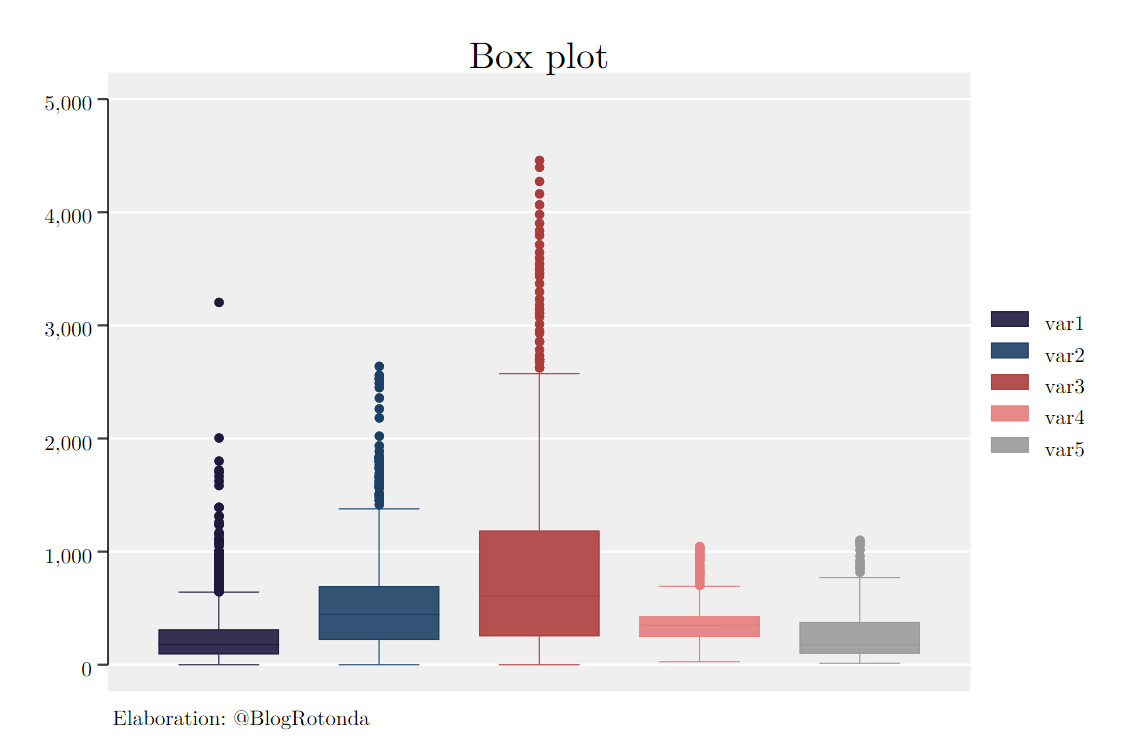 Box plot
5,000
4,000
3,000
2,000
1,000
0
var1
var2
var3
var4
var5
Elaboration: @BlogRotonda